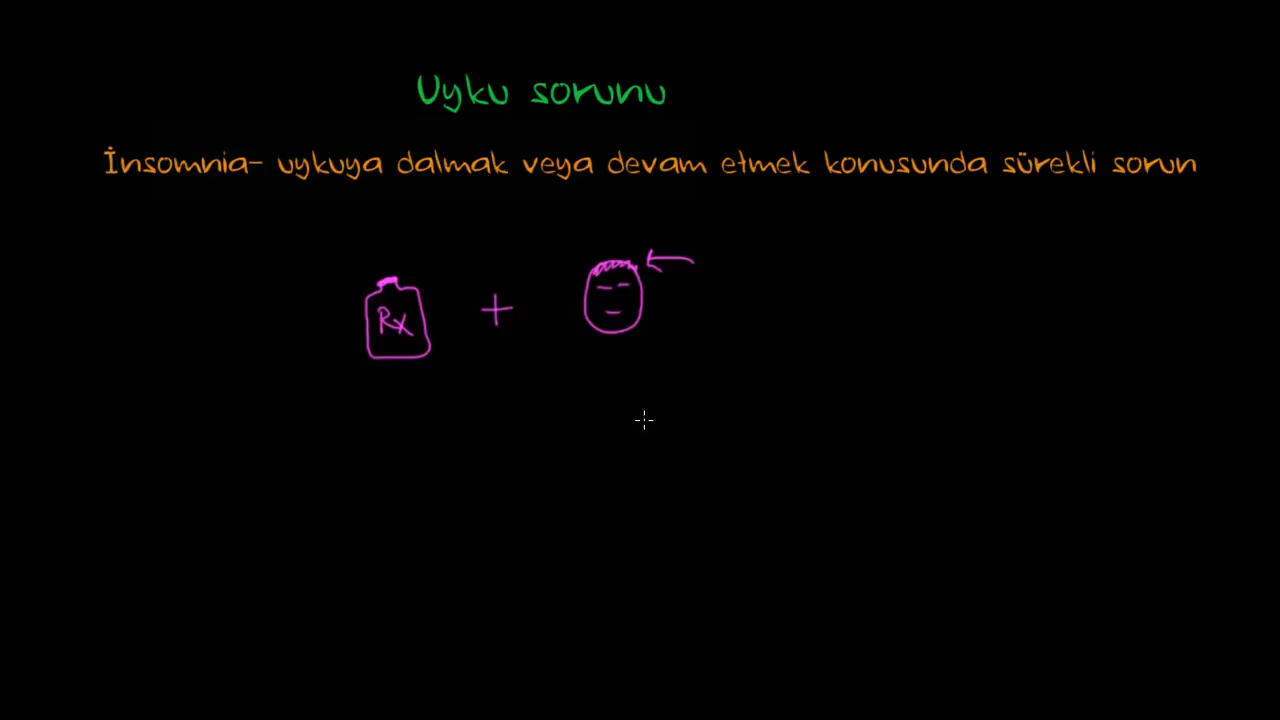 Uyku sorunu
İnsomnia- uykuya dalmak veya devam etmek konusunda sürekli sorun
Rx +